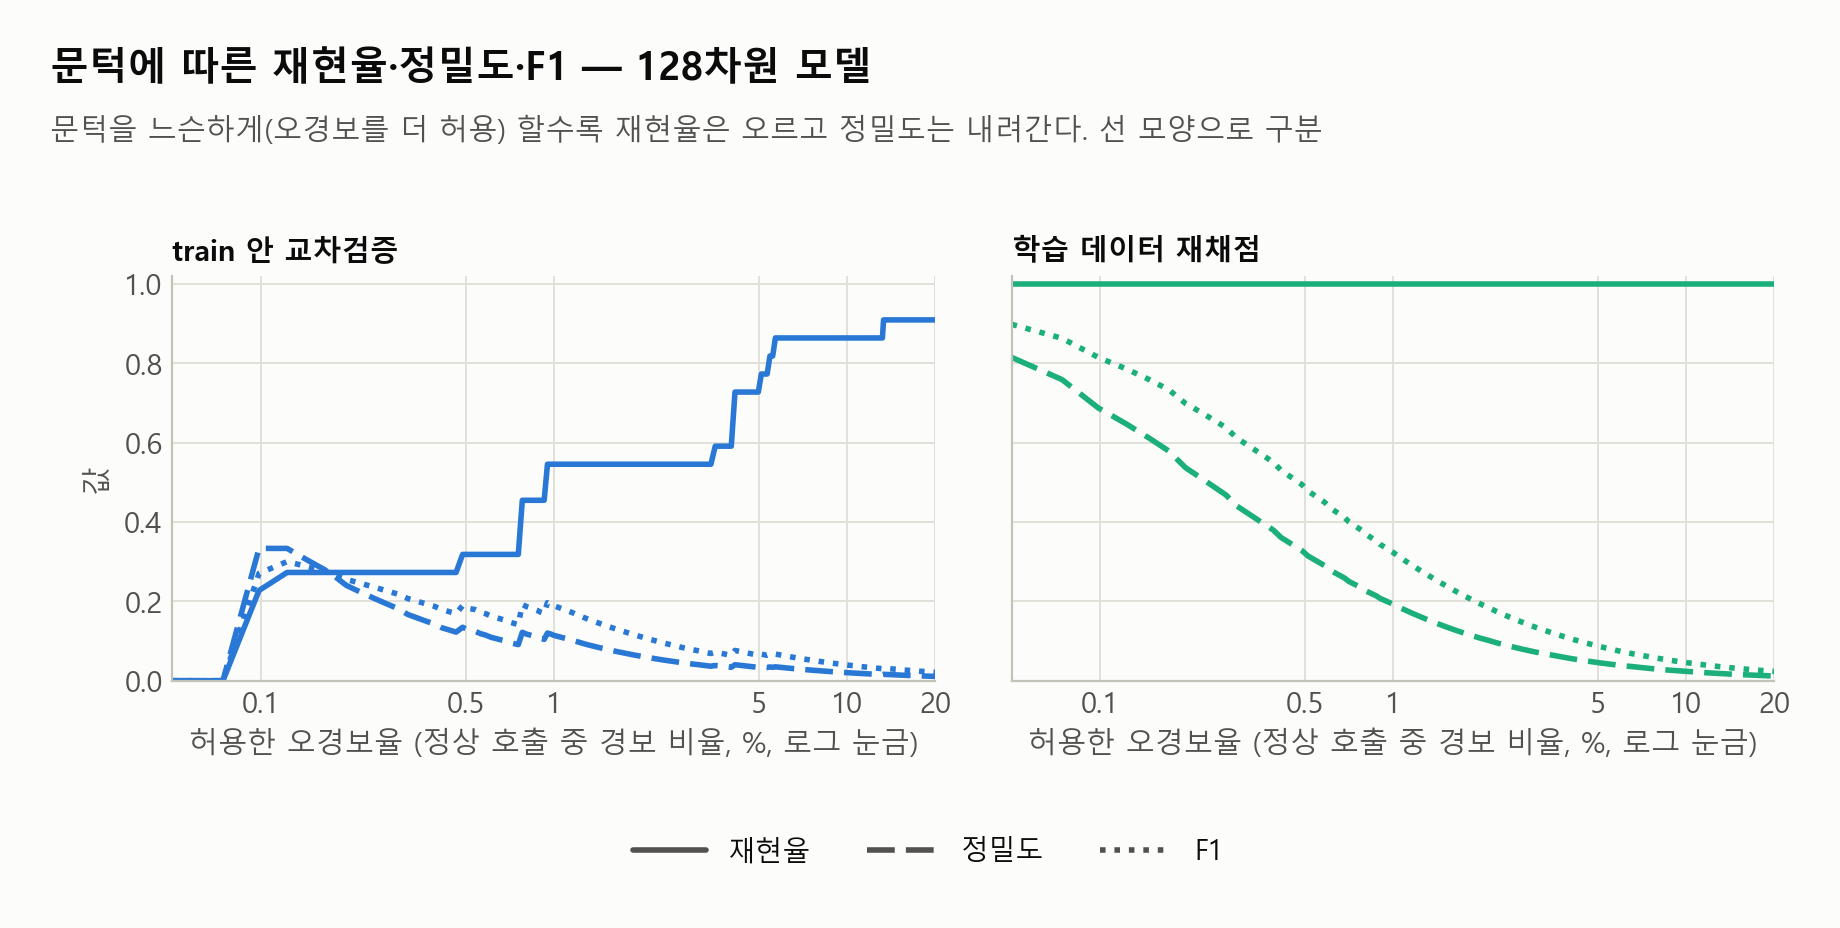 문턱에 따른 재현율·정밀도·F1 — 128차원 모델
문턱을 느슨하게(오경보를 더 허용) 할수록 재현율은 오르고 정밀도는 내려간다. 선 모양으로 구분
train 안 교차검증
학습 데이터 재채점
1.0
0.8
0.6
0.4
0.2
0.0
값
0.1 0.5 1 5 10 20
0.1 0.5 1 5 10 20
허용한 오경보율 (정상 호출 중 경보 비율, %, 로그 눈금)
허용한 오경보율 (정상 호출 중 경보 비율, %, 로그 눈금)
재현율 정밀도 F1